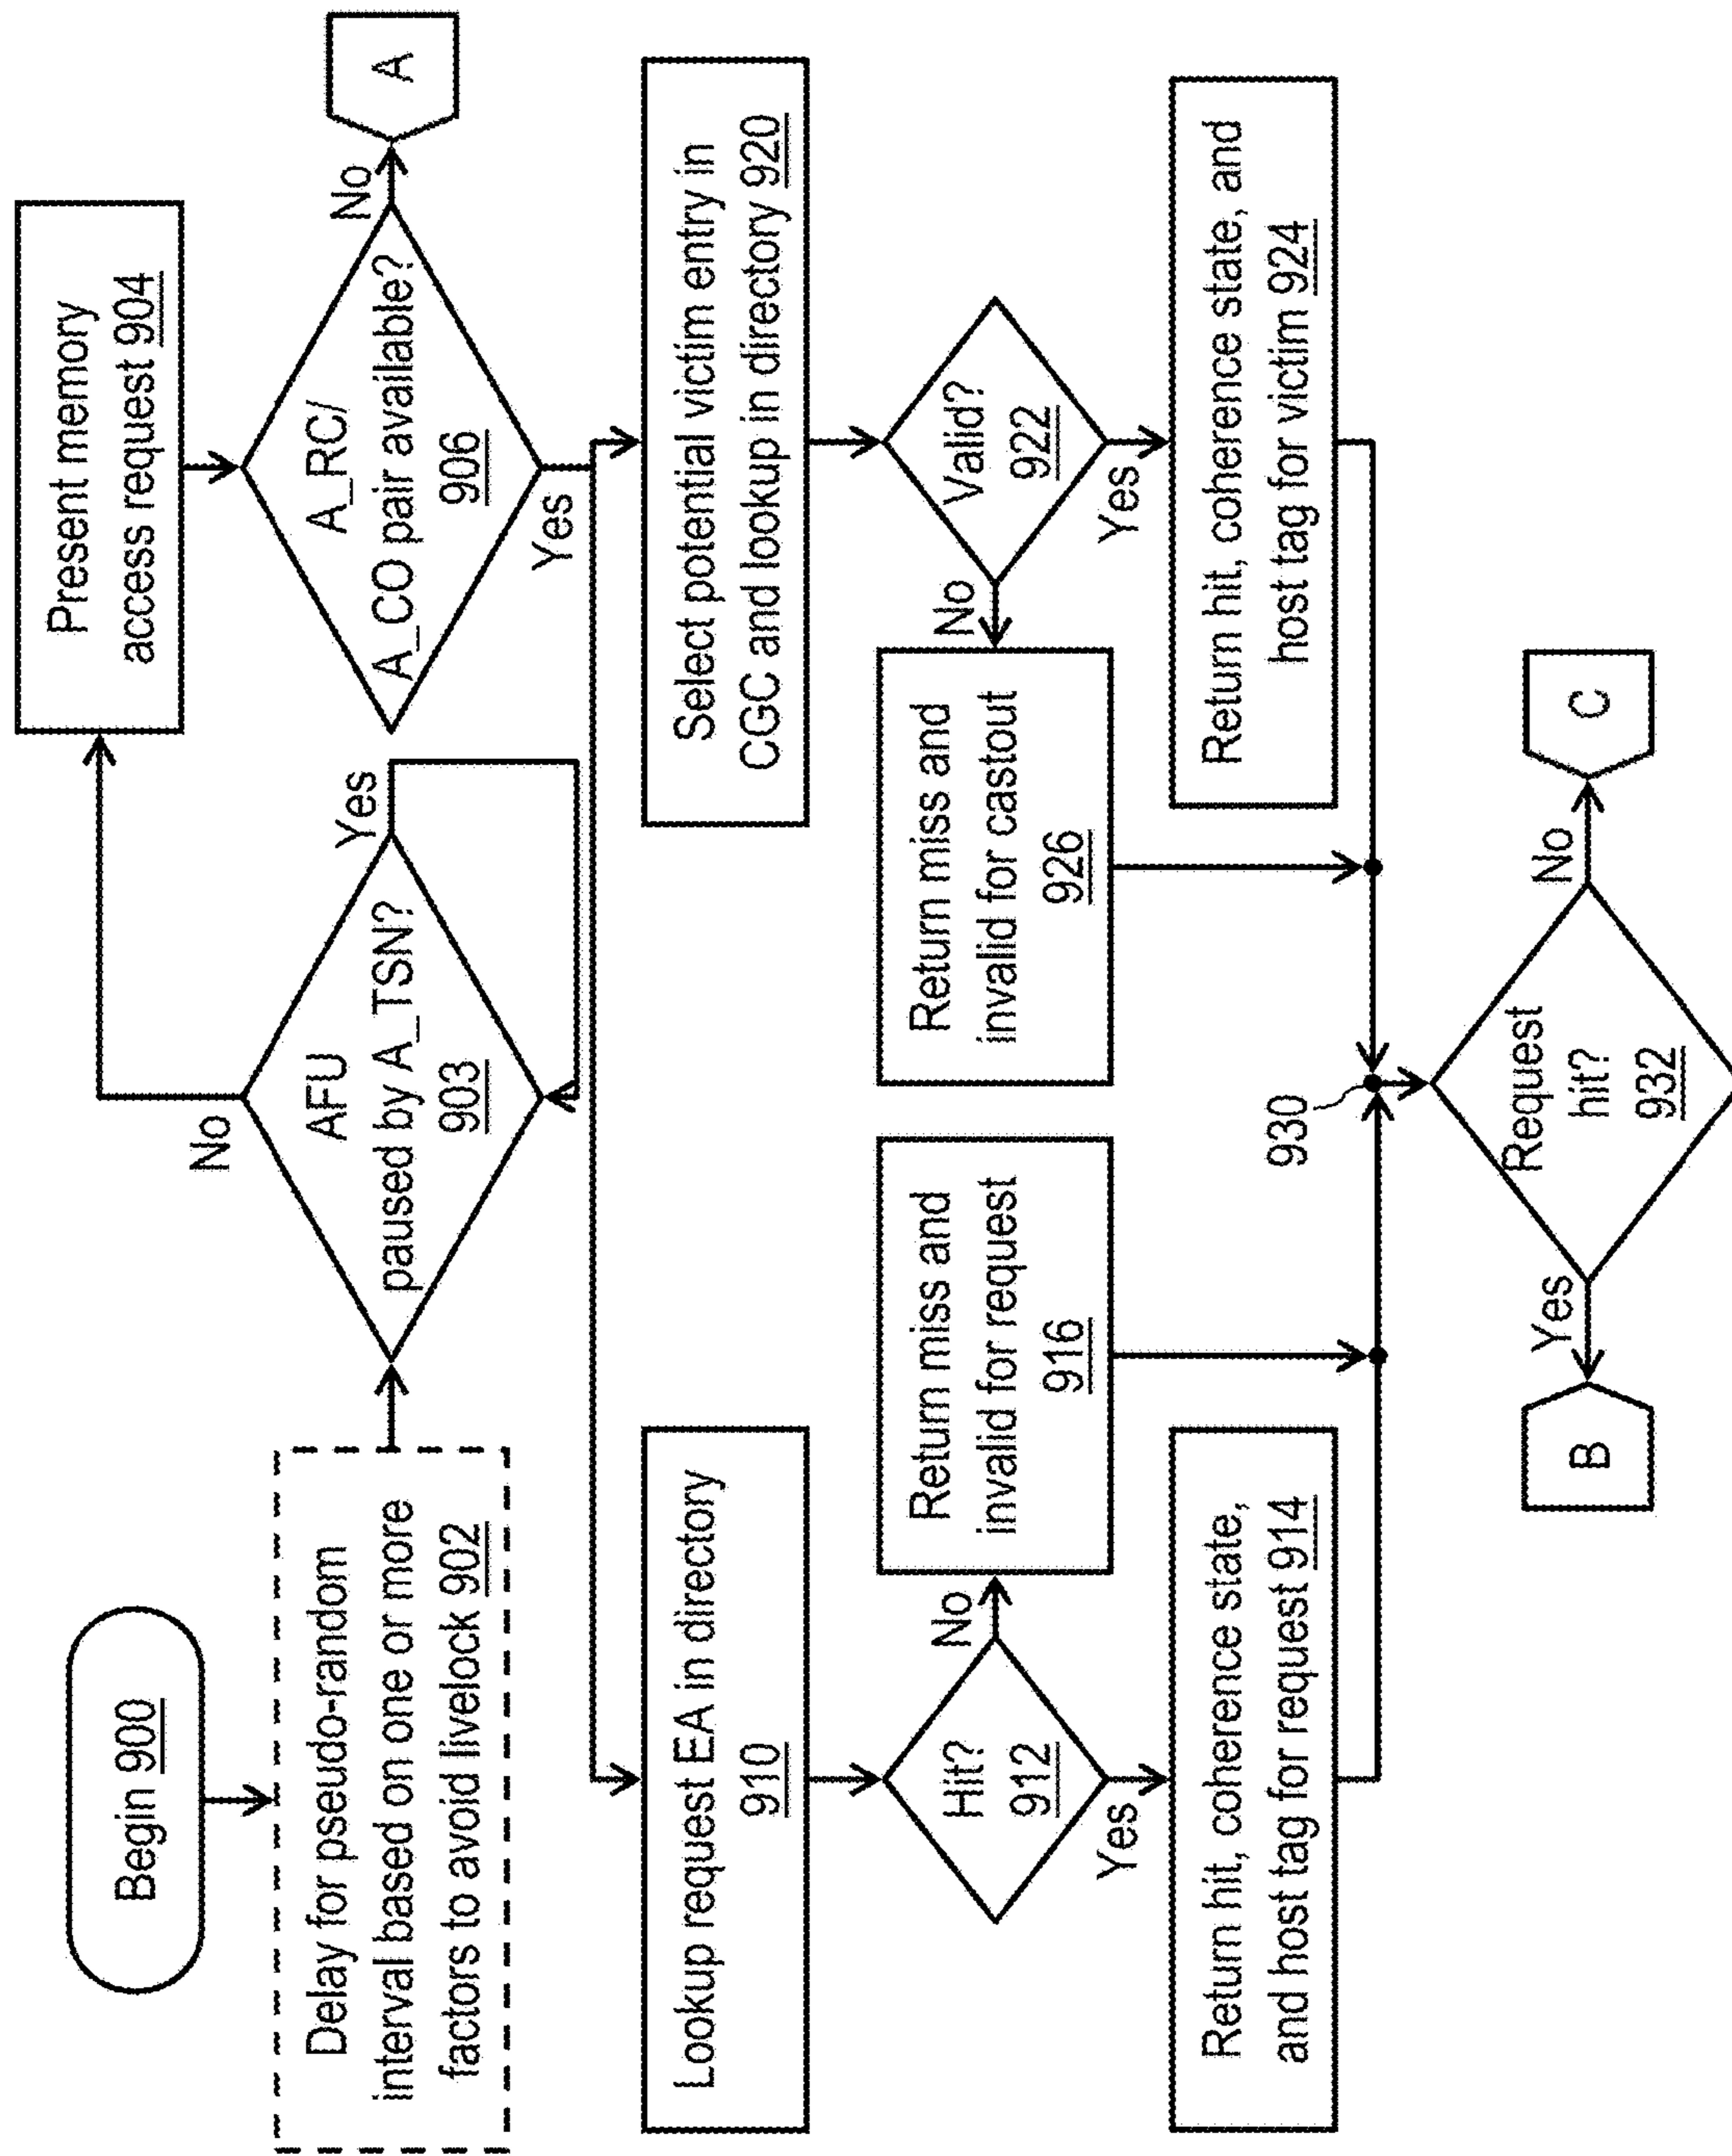 Begin 900
Delay for pseudo-random
interval based on one or more
factors to avoid livelock 902
No
AFU
paused by A_TSN?
903
Yes
Present memory
access request 904
A_RC/
A_CO pair available?
906
No
A
Yes
Lookup request EA in directory
910
Hit?
912
No
Yes
Return miss and
invalid for request
916
Return hit, coherence state,
and host tag for request 914
Select potential victim entry in
CGC and lookup in directory 920
Valid?
922
No
Yes
Return miss and
invalid for castout
926
Return hit, coherence state, and
host tag for victim 924
930
Request
hit?
932
Yes
B
No
C